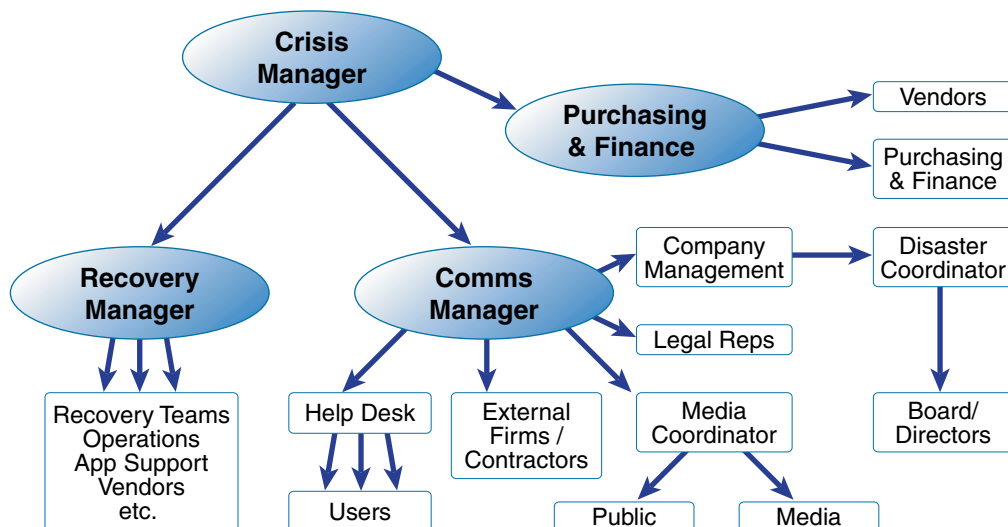 Crisis
Manager
Purchasing
& Finance
Vendors
Purchasing
& Finance
Recovery
Manager
Comms
Manager
Company
Management
Disaster
Coordinator
Legal Reps
Recovery Teams
Operations
App Support
Vendors
etc.
Help Desk
External
Firms /
Contractors
Media
Coordinator
Board/
Directors
Users
Public
Media